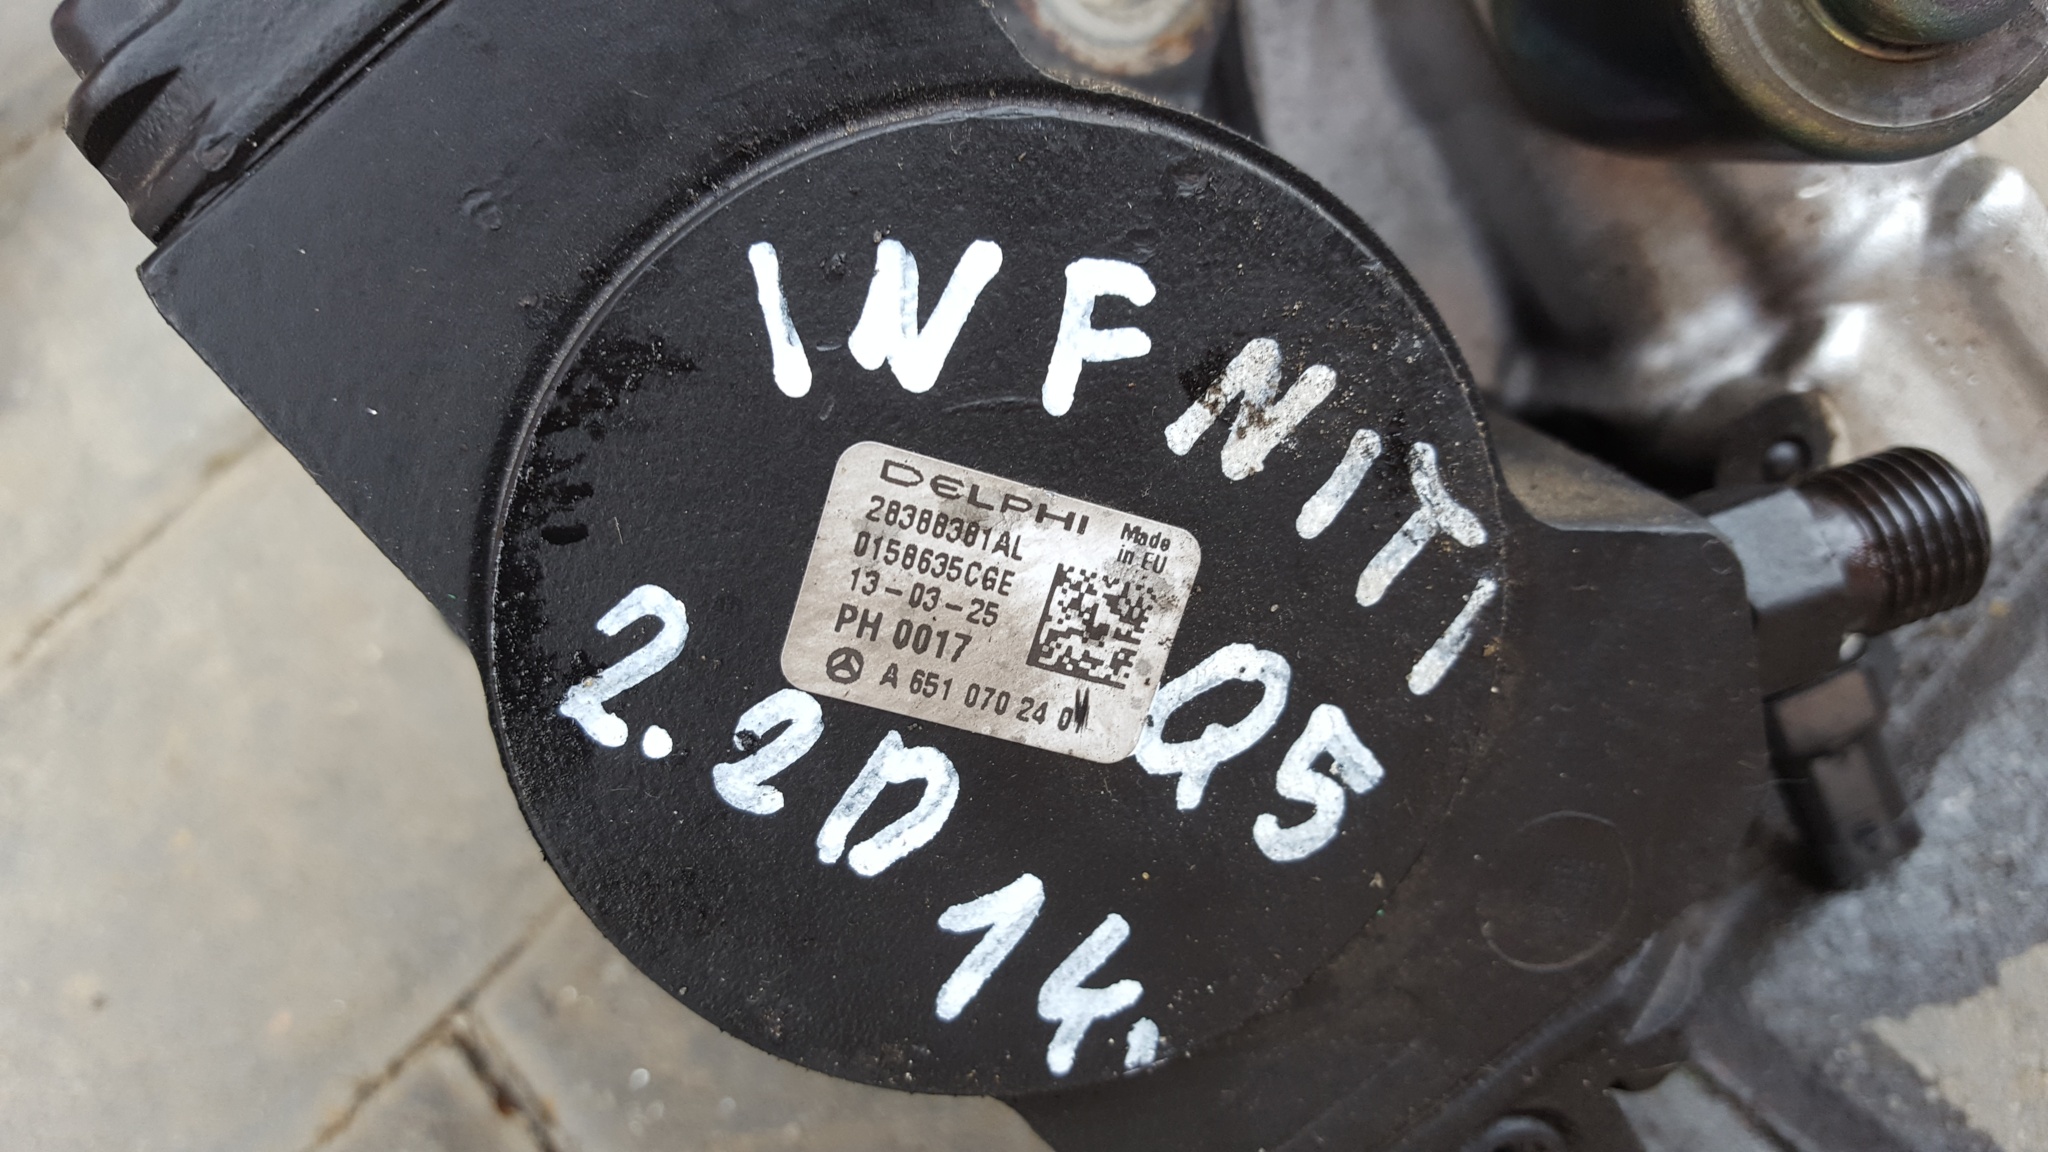 INFNITI
Q5
2.2D 14.
DELPHI
Made
in EU
28388381AL
0158635CGE
13-03-25
PH 0017
A 651 070 24 0